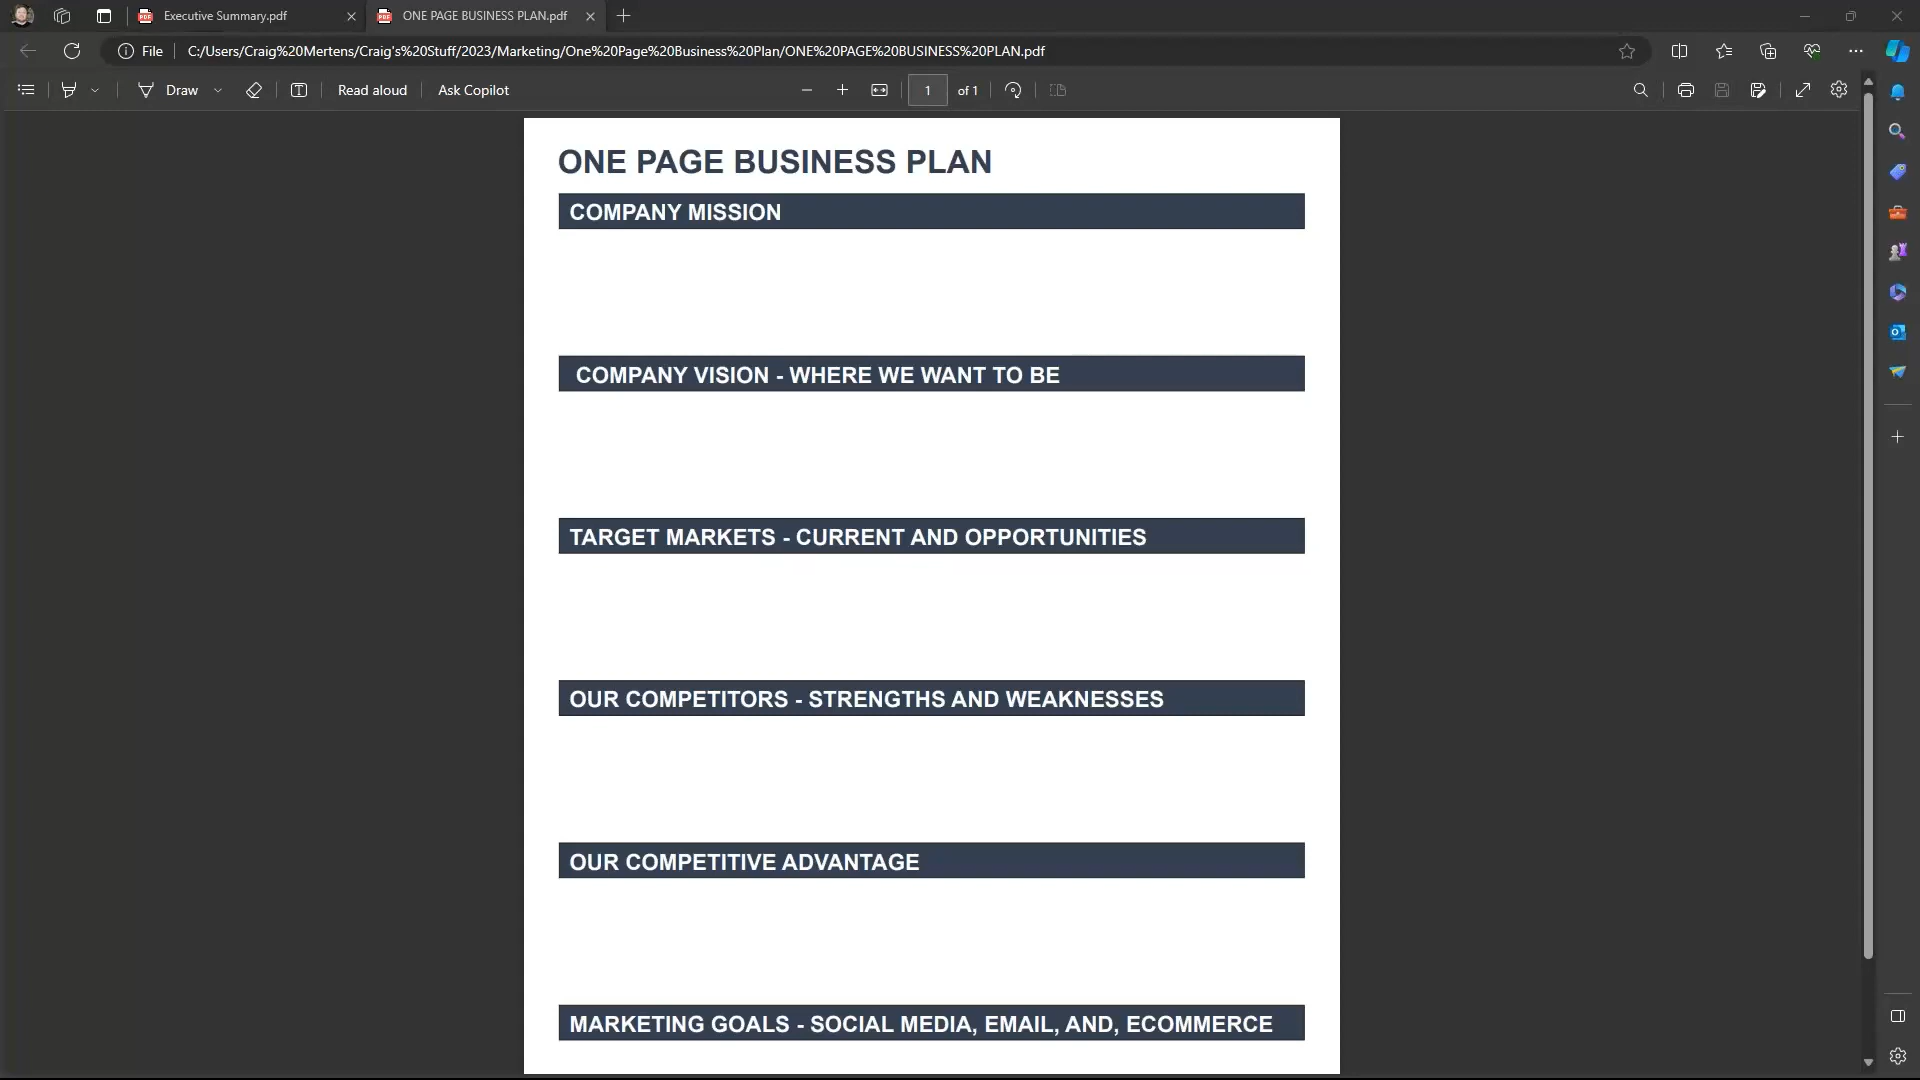 Executive Summary.pdf
ONE PAGE BUSINESS PLAN.pdf
File
C:/Users/Craig%20Mertens/Craig's%20Stuff/2023/Marketing/One%20Page%20Business%20Plan/ONE%20PAGE%20BUSINESS%20PLAN.pdf
Draw
Read aloud
Ask Copilot
1 of 1
ONE PAGE BUSINESS PLAN
COMPANY MISSION
COMPANY VISION - WHERE WE WANT TO BE
TARGET MARKETS - CURRENT AND OPPORTUNITIES
OUR COMPETITORS - STRENGTHS AND WEAKNESSES
OUR COMPETITIVE ADVANTAGE
MARKETING GOALS - SOCIAL MEDIA, EMAIL, AND, ECOMMERCE